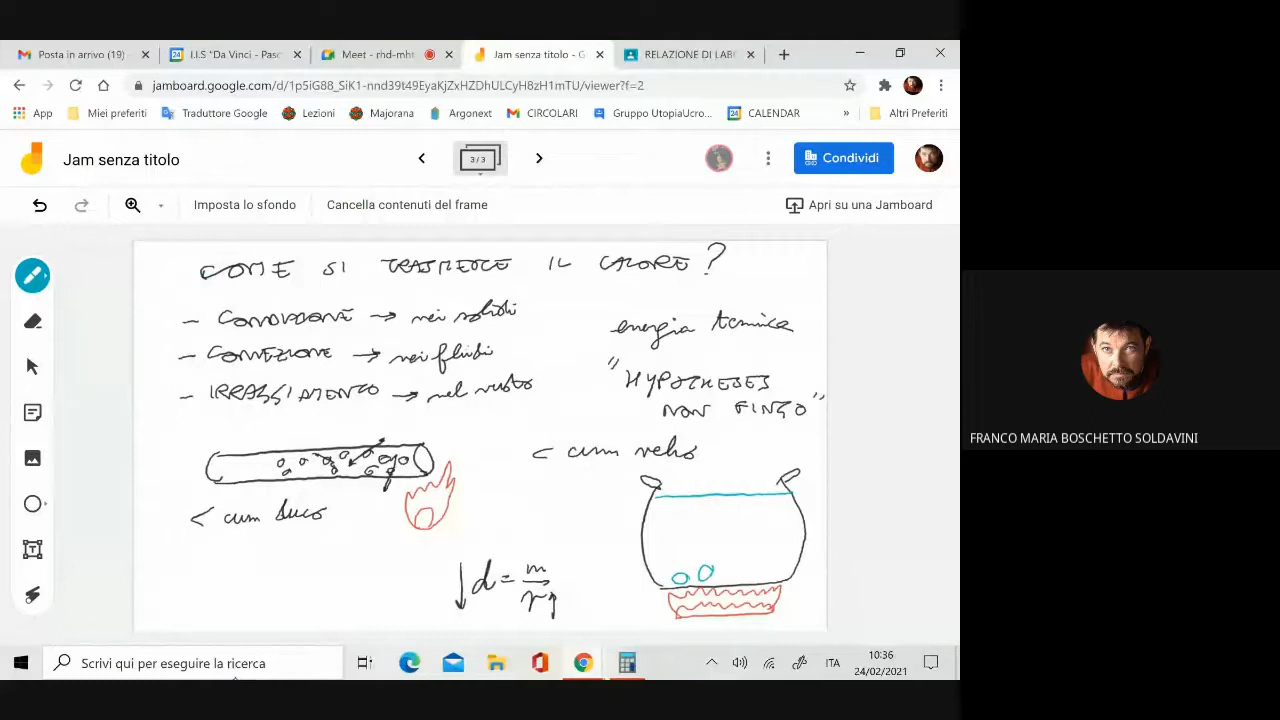 Posta in arrivo (19) -
I.I.S "Da Vinci - Pasc
Meet - rhd-mht
Jam senza titolo - G
RELAZIONE DI LAB
jamboard.google.com/d/1p5iG88_SiK1-nnd39t49EyaKjZxHZDhULCyH8zH1mTU/viewer?f=2
App
Miei preferiti
Traduttore Google
Lezioni
Majorana
Argonext
CIRCOLARI
Gruppo UtopiaUcro...
CALENDAR
»
Altri Preferiti
Jam senza titolo
3 / 3
Condividi
Imposta lo sfondo
Cancella contenuti del frame
Apri su una Jamboard
COME SI TRASMETTE IL CALORE?
- CONDUZIONE → nei solidi
- CONVEZIONE → nei fluidi
- IRRAGGIAMENTO → nel vuoto
energia termica
"HYPOTHESES
NON FINGO"
< cum veho
< cum duco
↓ d = m/V ↑
FRANCO MARIA BOSCHETTO SOLDAVINI
Scrivi qui per eseguire la ricerca
ITA
10:36
24/02/2021